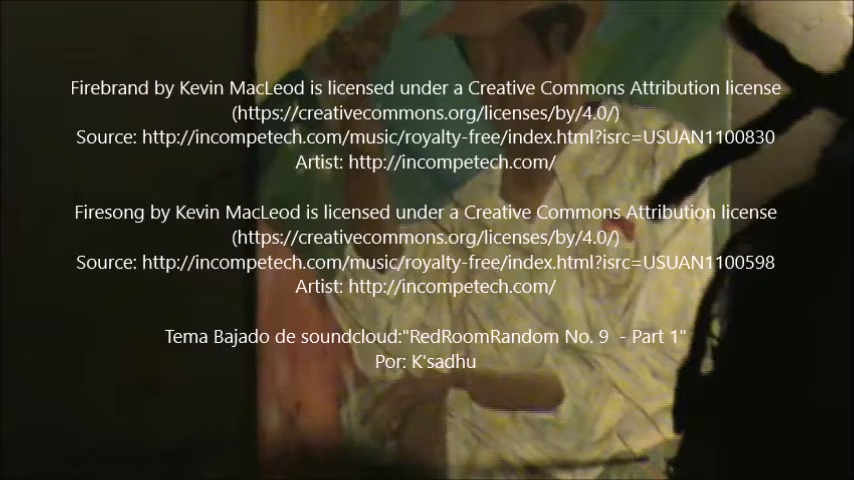 Firebrand by Kevin MacLeod is licensed under a Creative Commons Attribution license
(https://creativecommons.org/licenses/by/4.0/)
Source: http://incompetech.com/music/royalty-free/index.html?isrc=USUAN1100830
Artist: http://incompetech.com/
Firesong by Kevin MacLeod is licensed under a Creative Commons Attribution license
(https://creativecommons.org/licenses/by/4.0/)
Source: http://incompetech.com/music/royalty-free/index.html?isrc=USUAN1100598
Artist: http://incompetech.com/
Tema Bajado de soundcloud:"RedRoomRandom No. 9  - Part 1"
Por: K'sadhu